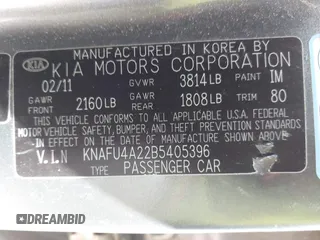 MANUFACTURED IN KOREA
KIA KIA MOTORS CORPORATION
02/11 GVWR 3814LB PAINT IM
GAWR FRONT 2160LB GAWR REAR 1808LB TRIM 80
THIS VEHICLE CONFORMS TO ALL APPLICABLE U.S.A FEDERAL
MOTOR VEHICLE SAFETY, BUMPER, AND THEFT PREVENTION
STANDARDS IN EFFECT ON THE DATE OF MANUFACTURE
SHOWN ABOVE.
V.I.N KNAFU4A22B5405396
TYPE: PASSENGER CAR
DREAMBID